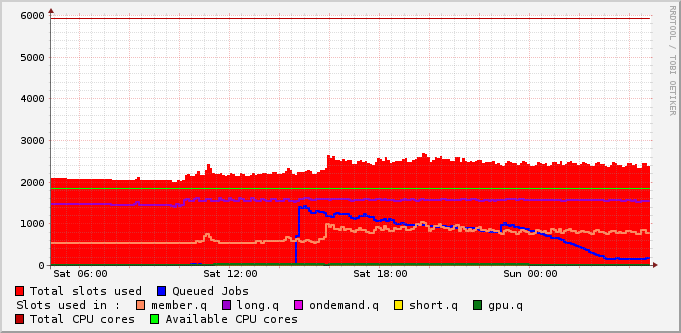 6000
5000
4000
3000
2000
1000
0
Sat 06:00 Sat 12:00 Sat 18:00 Sun 00:00
Total slots used Queued Jobs
Slots used in : member.q long.q ondemand.q short.q gpu.q
Total CPU cores Available CPU cores
RRDTOOL / TOBI OETIKER